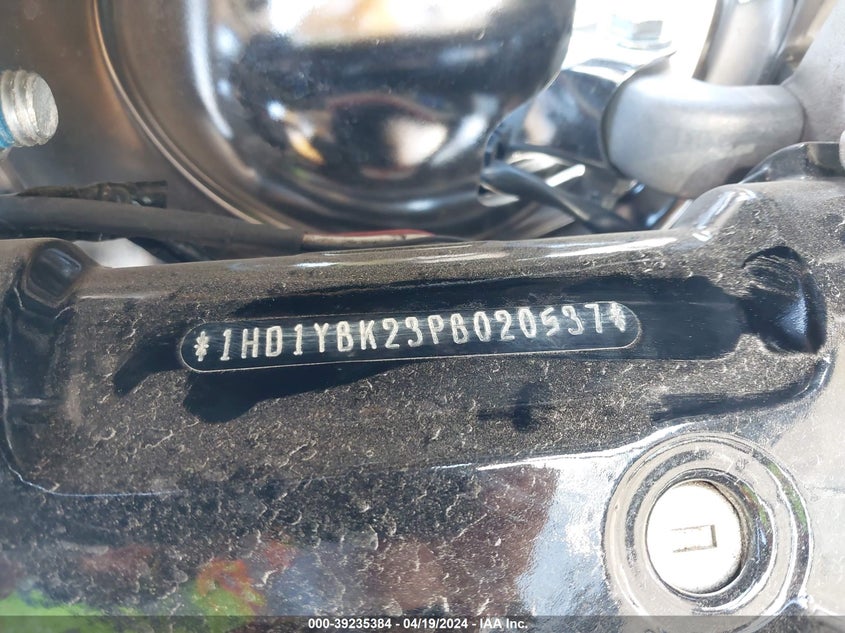 *1HD1YBK23PB020537*
000-39235384 / 04/19/2024 - IAA Inc.